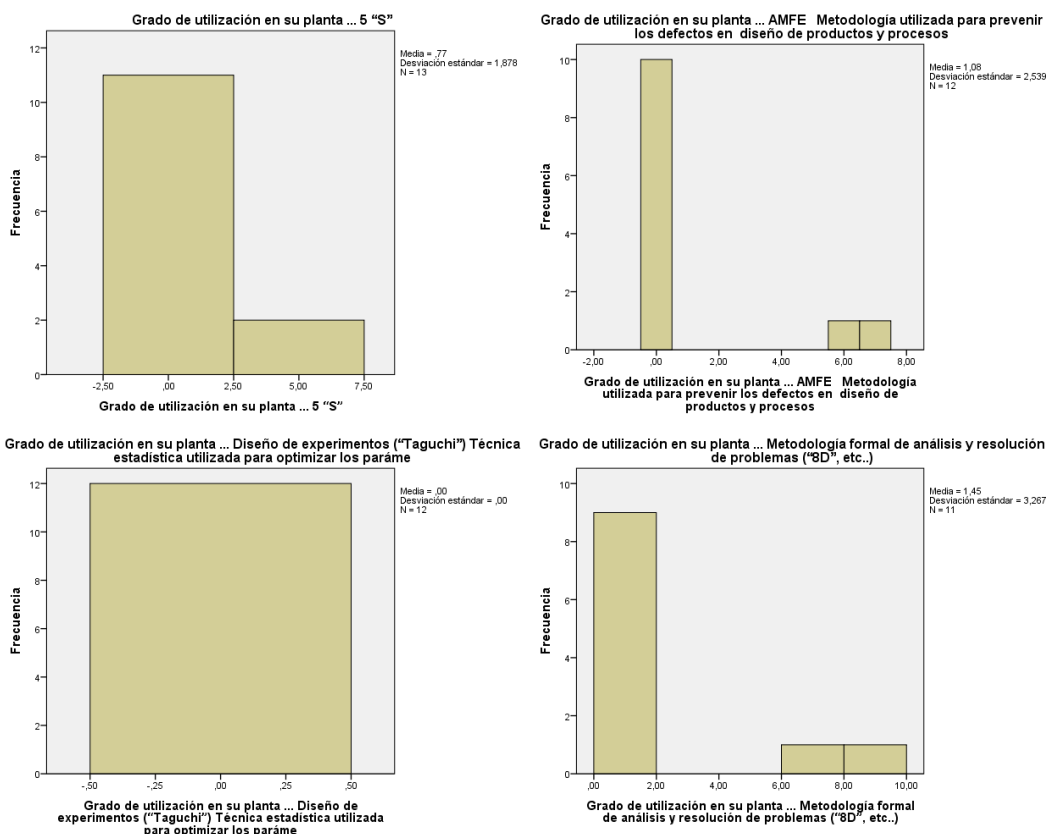 Grado de utilización en su planta ... 5 “S”
Media = ,77
Desviación estándar = 1,878
N = 13
12
10
8
6
4
2
0
Frecuencia
-2,50 ,00 2,50 5,00 7,50
Grado de utilización en su planta ... 5 “S”
Grado de utilización en su planta ... AMFE Metodología utilizada para prevenir
los defectos en diseño de productos y procesos
Media = 1,08
Desviación estándar = 2,539
N = 12
10
8
6
4
2
0
Frecuencia
-2,00 ,00 2,00 4,00 6,00 8,00
Grado de utilización en su planta ... AMFE Metodología
utilizada para prevenir los defectos en diseño de
productos y procesos
Grado de utilización en su planta ... Diseño de experimentos (“Taguchi”) Técnica
estadística utilizada para optimizar los paráme
Media = ,00
Desviación estándar = ,00
N = 12
12
10
8
6
4
2
0
Frecuencia
-,50 -,25 ,00 ,25 ,50
Grado de utilización en su planta ... Diseño de
experimentos (“Taguchi”) Técnica estadística utilizada
para optimizar los paráme
Grado de utilización en su planta ... Metodología formal de análisis y resolución
de problemas (“8D”, etc..)
Media = 1,45
Desviación estándar = 3,267
N = 11
10
8
6
4
2
0
Frecuencia
,00 2,00 4,00 6,00 8,00 10,00
Grado de utilización en su planta ... Metodología formal
de análisis y resolución de problemas (“8D”, etc..)